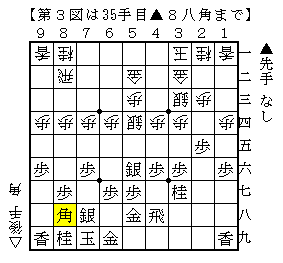 【第３図は35手目▲８八角まで】
9 8 7 6 5 4 3 2 1
香 桂 玉 桂 香 一
飛 金 金 二
歩 銀 歩 三
歩 歩 歩 歩 銀 歩 歩 歩 四
歩 五
歩 歩 銀 歩 歩 歩 六
歩 歩 歩 桂 七
角 銀 金 飛 八
香 桂 玉 金 香 九
▲先手 なし
△後手 角